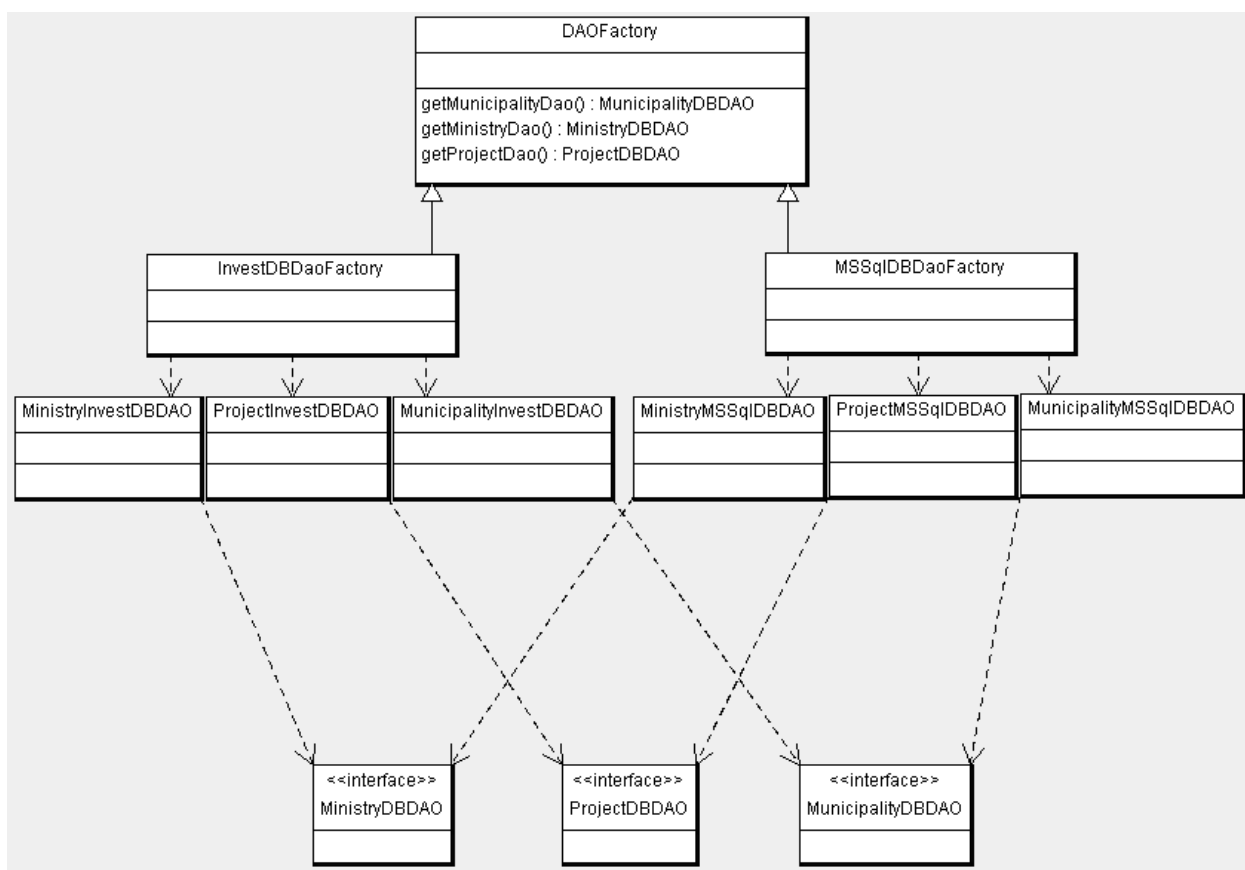 DAOFactory
getMunicipalityDao() : MunicipalityDBDAO
getMinistryDao() : MinistryDBDAO
getProjectDao() : ProjectDBDAO
InvestDBDaoFactory
MSSqlDBDaoFactory
MinistryInvestDBDAO
ProjectInvestDBDAO
MunicipalityInvestDBDAO
MinistryMSSqlDBDAO
ProjectMSSqlDBDAO
MunicipalityMSSqlDBDAO
<<interface>>
MinistryDBDAO
<<interface>>
ProjectDBDAO
<<interface>>
MunicipalityDBDAO